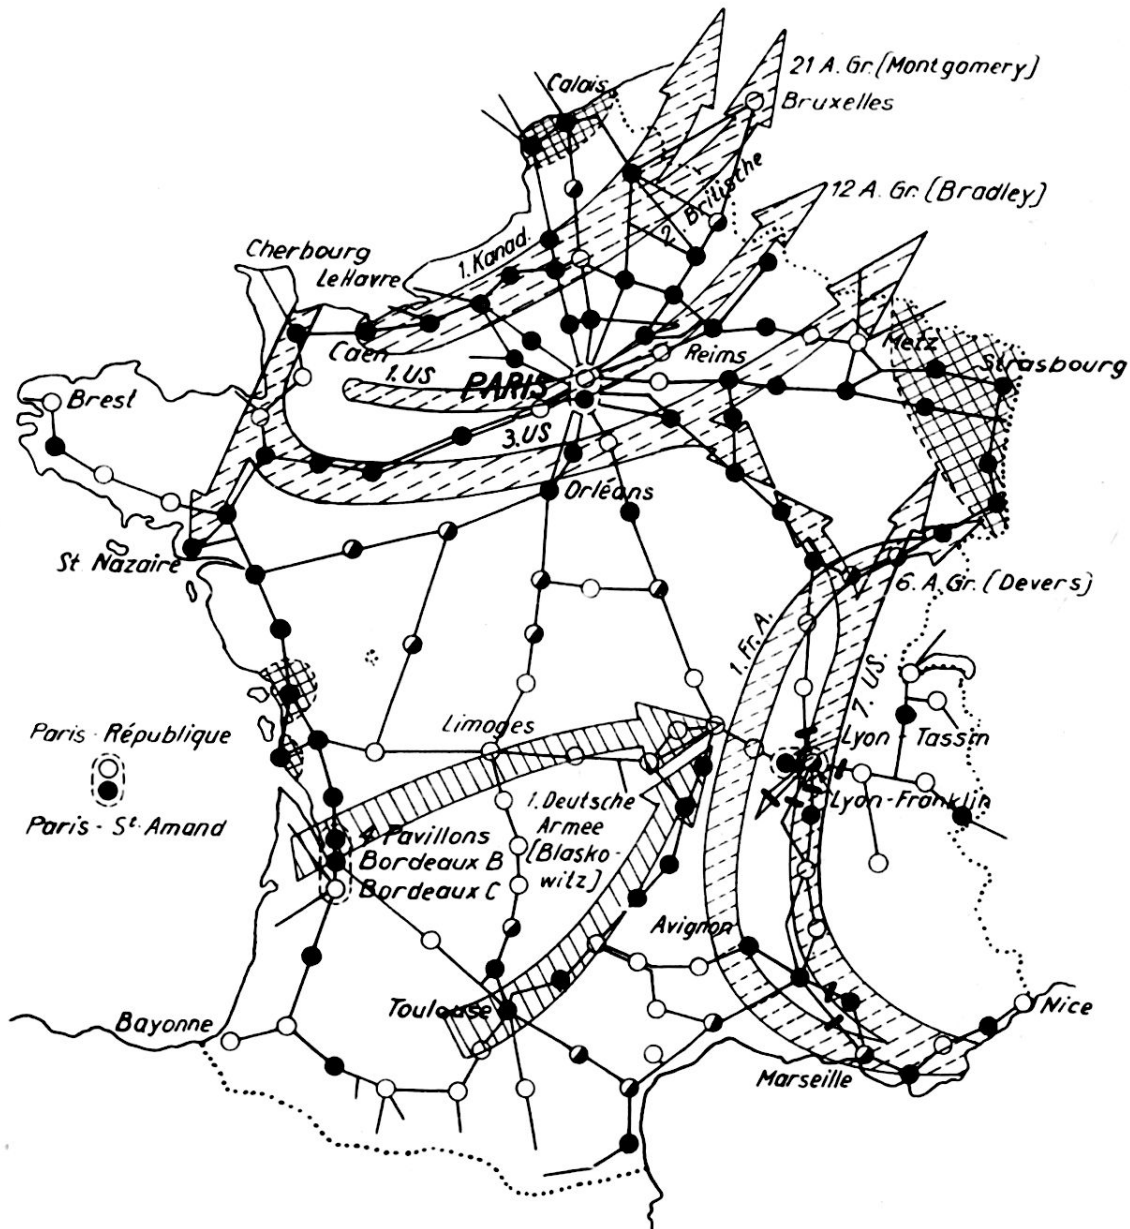 Calais
21 A. Gr. (Montgomery)
Bruxelles
2. Brilische
12 A. Gr. (Bradley)
1. Kanad.
Cherbourg
Le Havre
Caen
Reims
Metz
Strasbourg
1. US
PARIS
Brest
3. US
Orléans
St Nazaire
6. A. Gr. (Devers)
1. Fr. A.
7. US.
Limoges
Paris - République
Lyon - Tassin
Paris - St. Amand
Lyon-Franklin
1. Deutsche
Armee
(Blasko-
witz)
4 Pavillons
Bordeaux B
Bordeaux C
Avignon
Toulouse
Bayonne
Nice
Marseille